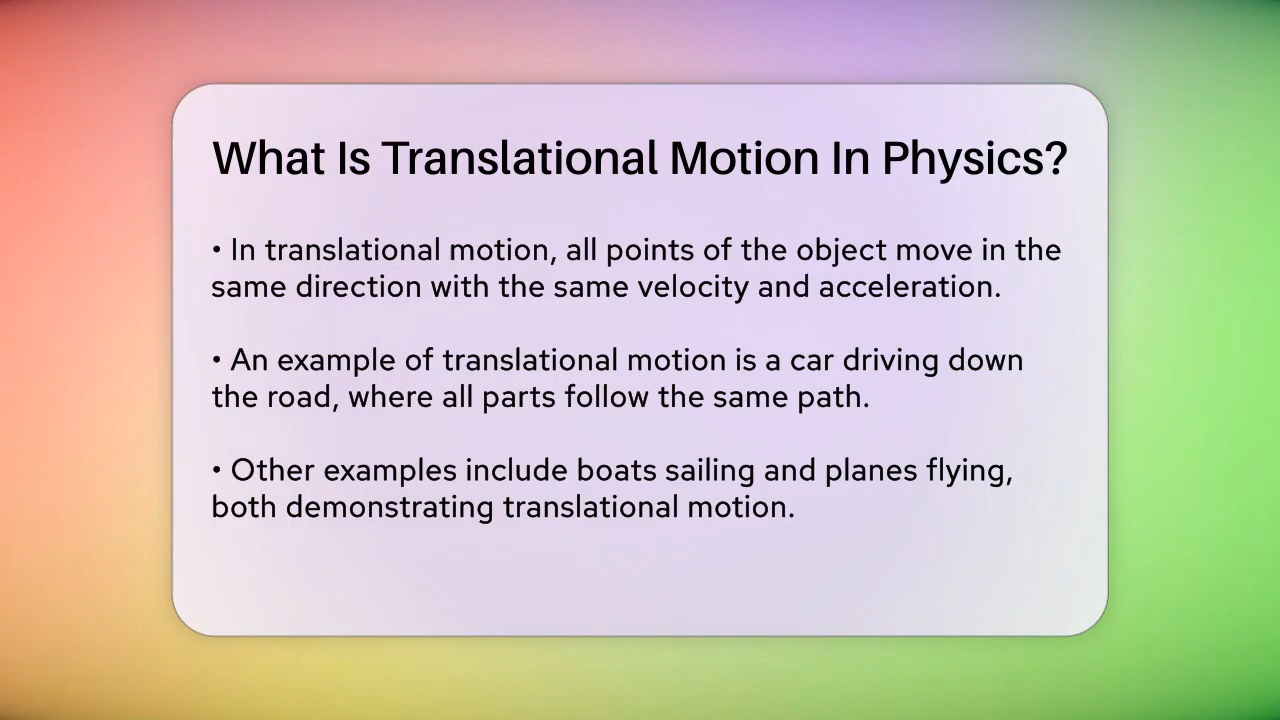 What Is Translational Motion In Physics?
• In translational motion, all points of the object move in the
same direction with the same velocity and acceleration.
• An example of translational motion is a car driving down
the road, where all parts follow the same path.
• Other examples include boats sailing and planes flying,
both demonstrating translational motion.